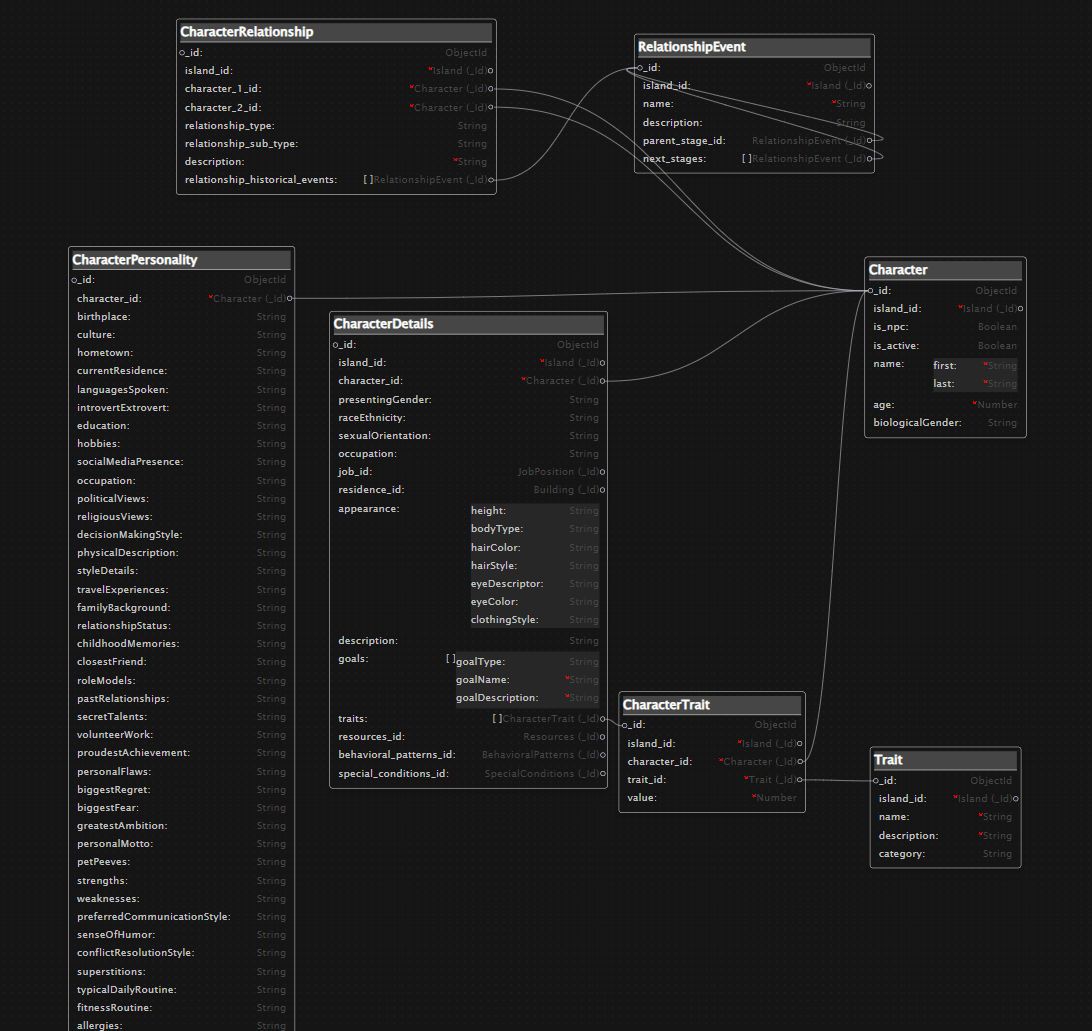 CharacterRelationship
_id: ObjectId
island_id: *Island (_Id)
character_1_id: *Character (_Id)
character_2_id: *Character (_Id)
relationship_type: String
relationship_sub_type: String
description: *String
relationship_historical_events: [ ]RelationshipEvent (_Id)
RelationshipEvent
_id: ObjectId
island_id: *Island (_Id)
name: *String
description: String
parent_stage_id: RelationshipEvent (_Id)
next_stages: [ ]RelationshipEvent (_Id)
CharacterPersonality
_id: ObjectId
character_id: *Character (_Id)
birthplace: String
culture: String
hometown: String
currentResidence: String
languagesSpoken: String
introvertExtrovert: String
education: String
hobbies: String
socialMediaPresence: String
occupation: String
politicalViews: String
religiousViews: String
decisionMakingStyle: String
physicalDescription: String
styleDetails: String
travelExperiences: String
familyBackground: String
relationshipStatus: String
childhoodMemories: String
closestFriend: String
roleModels: String
pastRelationships: String
secretTalents: String
volunteerWork: String
proudestAchievement: String
personalFlaws: String
biggestRegret: String
biggestFear: String
greatestAmbition: String
personalMotto: String
petPeeves: String
strengths: String
weaknesses: String
preferredCommunicationStyle: String
senseOfHumor: String
conflictResolutionStyle: String
superstitions: String
typicalDailyRoutine: String
fitnessRoutine: String
allergies: String
CharacterDetails
_id: ObjectId
island_id: *Island (_Id)
character_id: *Character (_Id)
presentingGender: String
raceEthnicity: String
sexualOrientation: String
occupation: String
job_id: JobPosition (_Id)
residence_id: Building (_Id)
appearance:
height: String
bodyType: String
hairColor: String
hairStyle: String
eyeDescriptor: String
eyeColor: String
clothingStyle: String
description: String
goals: [ ]
goalType: String
goalName: *String
goalDescription: *String
traits: [ ]CharacterTrait (_Id)
resources_id: Resources (_Id)
behavioral_patterns_id: BehavioralPatterns (_Id)
special_conditions_id: SpecialConditions (_Id)
Character
_id: ObjectId
island_id: *Island (_Id)
is_npc: Boolean
is_active: Boolean
name:
first: *String
last: *String
age: *Number
biologicalGender: String
CharacterTrait
_id: ObjectId
island_id: *Island (_Id)
character_id: *Character (_Id)
trait_id: *Trait (_Id)
value: *Number
Trait
_id: ObjectId
island_id: *Island (_Id)
name: *String
description: *String
category: String